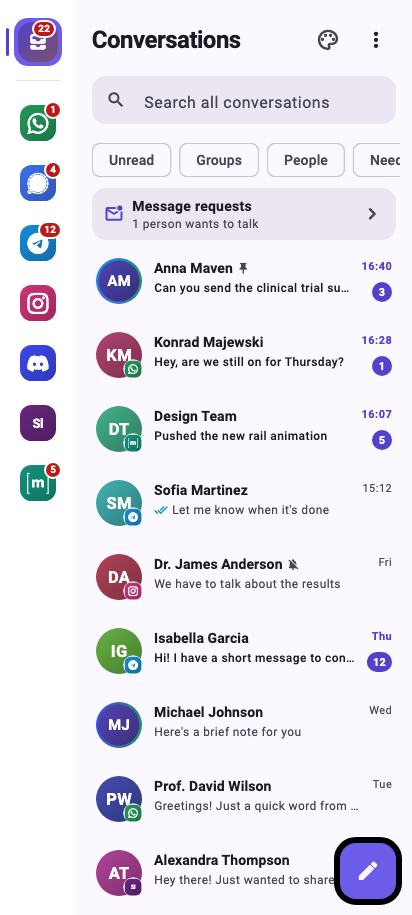 22
Conversations
Search all conversations
1
Unread
Groups
People
Need
4
Message requests
1 person wants to talk
12
AM
Anna Maven
16:40
Can you send the clinical trial su...
3
KM
Konrad Majewski
16:28
Hey, are we still on for Thursday?
1
DT
Design Team
16:07
[m]
Pushed the new rail animation
5
Sl
[m]
5
SM
Sofia Martinez
15:12
Let me know when it's done
DA
Dr. James Anderson
Fri
We have to talk about the results
IG
Isabella Garcia
Thu
Hi! I have a short message to con...
12
MJ
Michael Johnson
Wed
Here's a brief note for you
PW
Prof. David Wilson
Tue
Greetings! Just a quick word from ...
AT
Sl
Alexandra Thompson
Hey there! Just wanted to share